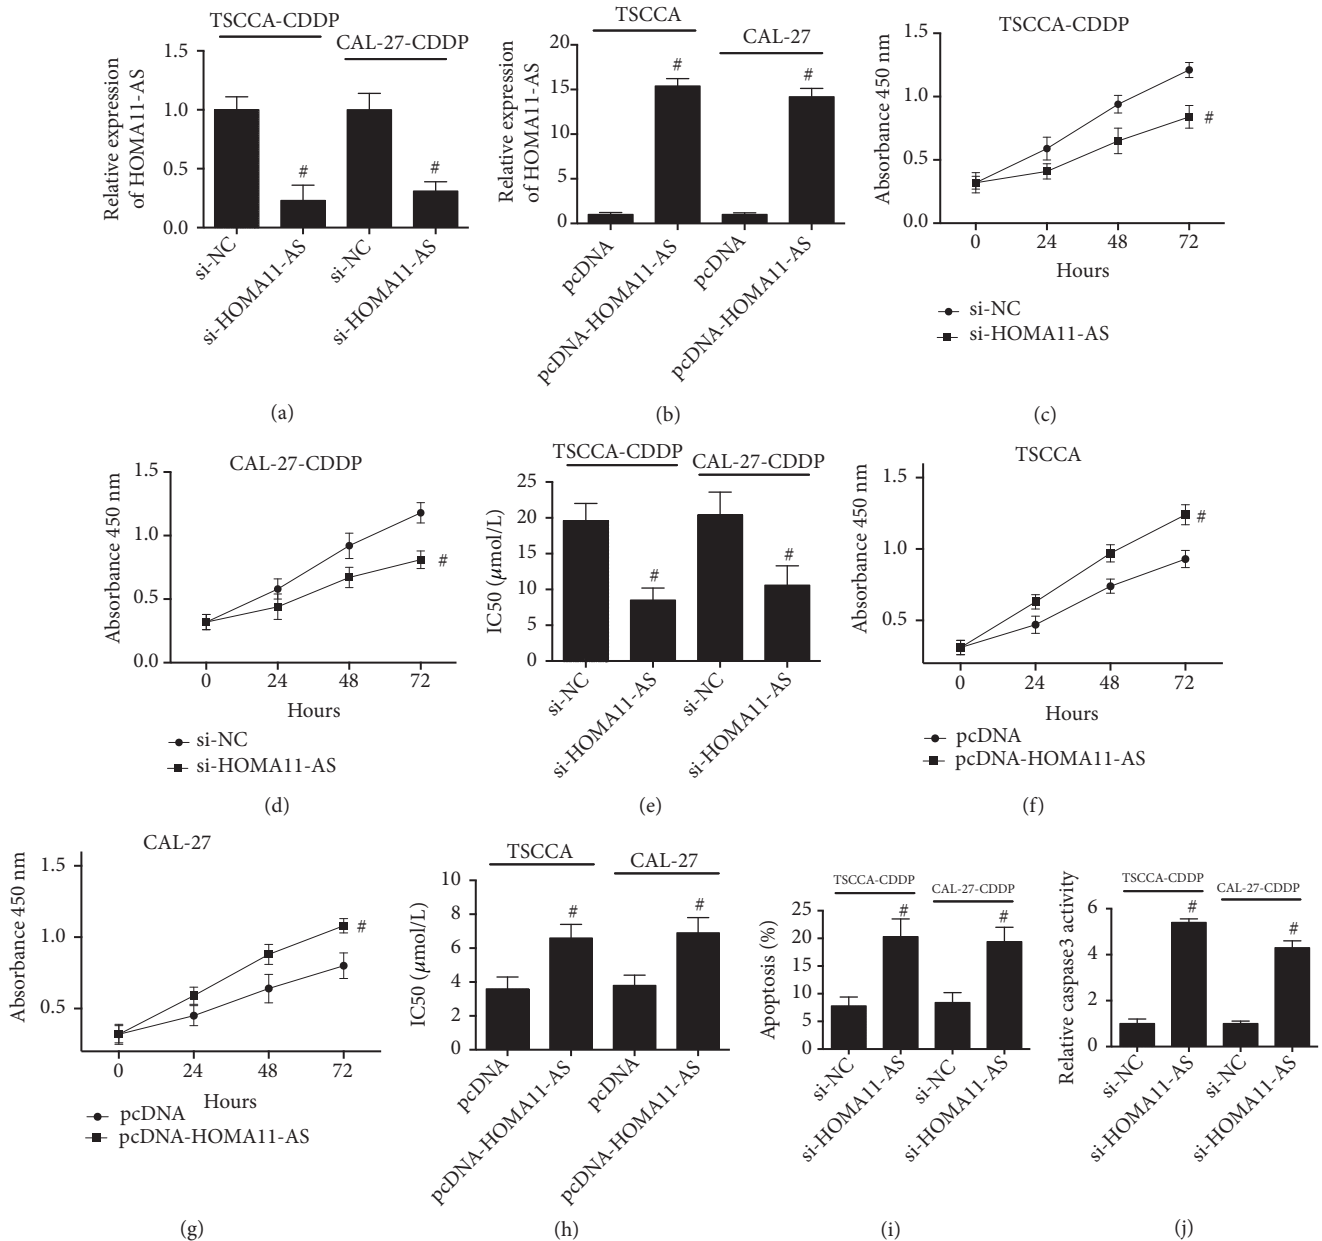 TSCCA-CDDP
CAL-27-CDDP
Relative expression
of HOMA11-AS
1.5
1.0
0.5
0.0
#
#
si-NC
si-HOMA11-AS
si-NC
si-HOMA11-AS
(a)
TSCCA
CAL-27
Relative expression
of HOMA11-AS
20
15
10
5
0
#
#
pcDNA
pcDNA-HOMA11-AS
pcDNA
pcDNA-HOMA11-AS
(b)
TSCCA-CDDP
Absorbance 450 nm
1.5
1.0
0.5
0.0
#
0 24 48 72
Hours
si-NC
si-HOMA11-AS
(c)
CAL-27-CDDP
Absorbance 450 nm
1.5
1.0
0.5
0.0
#
0 24 48 72
Hours
si-NC
si-HOMA11-AS
(d)
TSCCA-CDDP
CAL-27-CDDP
IC50 (μmol/L)
25
20
15
10
5
0
#
#
si-NC
si-HOMA11-AS
si-NC
si-HOMA11-AS
(e)
TSCCA
Absorbance 450 nm
1.5
1.0
0.5
#
0 24 48 72
Hours
pcDNA
pcDNA-HOMA11-AS
(f)
CAL-27
Absorbance 450 nm
1.5
1.0
0.5
#
0 24 48 72
Hours
pcDNA
pcDNA-HOMA11-AS
(g)
TSCCA
CAL-27
IC50 (μmol/L)
10
8
6
4
2
0
#
#
pcDNA
pcDNA-HOMA11-AS
pcDNA
pcDNA-HOMA11-AS
(h)
TSCCA-CDDP
CAL-27-CDDP
Apoptosis (%)
25
20
15
10
5
0
#
#
si-NC
si-HOMA11-AS
si-NC
si-HOMA11-AS
(i)
TSCCA-CDDP
CAL-27-CDDP
Relative caspase3 activity
6
4
2
0
#
#
si-NC
si-HOMA11-AS
si-NC
si-HOMA11-AS
(j)